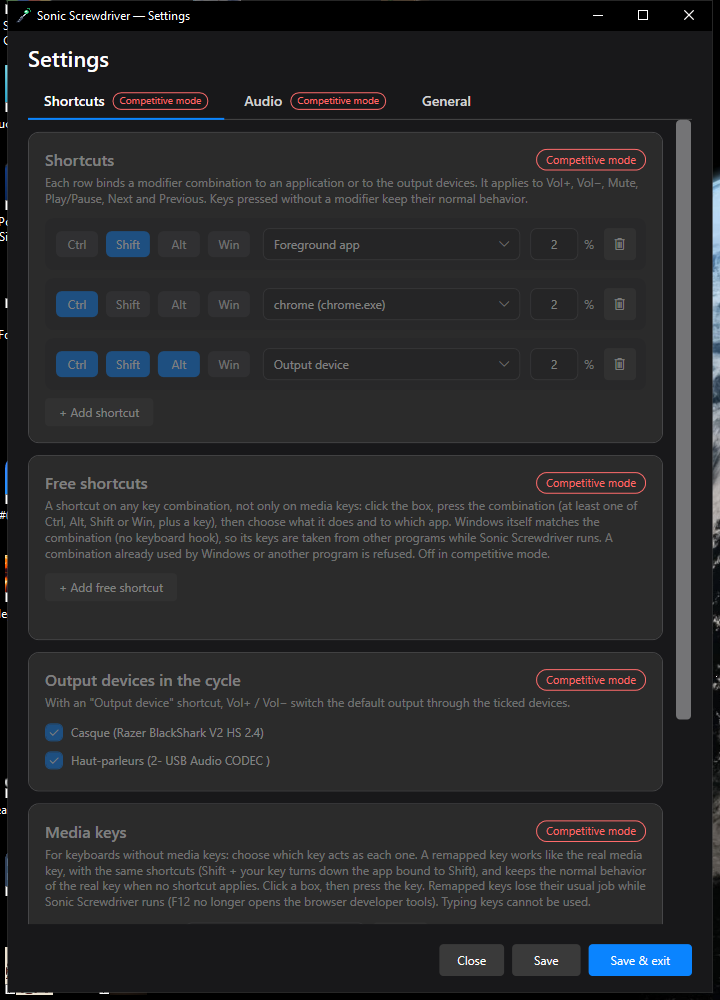 Sonic Screwdriver — Settings
Settings
Shortcuts Competitive mode Audio Competitive mode General
Shortcuts Competitive mode
Each row binds a modifier combination to an application or to the output devices. It applies to Vol+, Vol−, Mute,
Play/Pause, Next and Previous. Keys pressed without a modifier keep their normal behavior.
Ctrl Shift Alt Win Foreground app 2 %
Ctrl Shift Alt Win chrome (chrome.exe) 2 %
Ctrl Shift Alt Win Output device 2 %
+ Add shortcut
Free shortcuts Competitive mode
A shortcut on any key combination, not only on media keys: click the box, press the combination (at least one of
Ctrl, Alt, Shift or Win, plus a key), then choose what it does and to which app. Windows itself matches the
combination (no keyboard hook), so its keys are taken from other programs while Sonic Screwdriver runs. A
combination already used by Windows or another program is refused. Off in competitive mode.
+ Add free shortcut
Output devices in the cycle Competitive mode
With an "Output device" shortcut, Vol+ / Vol− switch the default output through the ticked devices.
Casque (Razer BlackShark V2 HS 2.4)
Haut-parleurs (2- USB Audio CODEC )
Media keys Competitive mode
For keyboards without media keys: choose which key acts as each one. A remapped key works like the real media
key, with the same shortcuts (Shift + your key turns down the app bound to Shift), and keeps the normal behavior
of the real key when no shortcut applies. Click a box, then press the key. Remapped keys lose their usual job while
Sonic Screwdriver runs (F12 no longer opens the browser developer tools). Typing keys cannot be used.
Close Save Save & exit